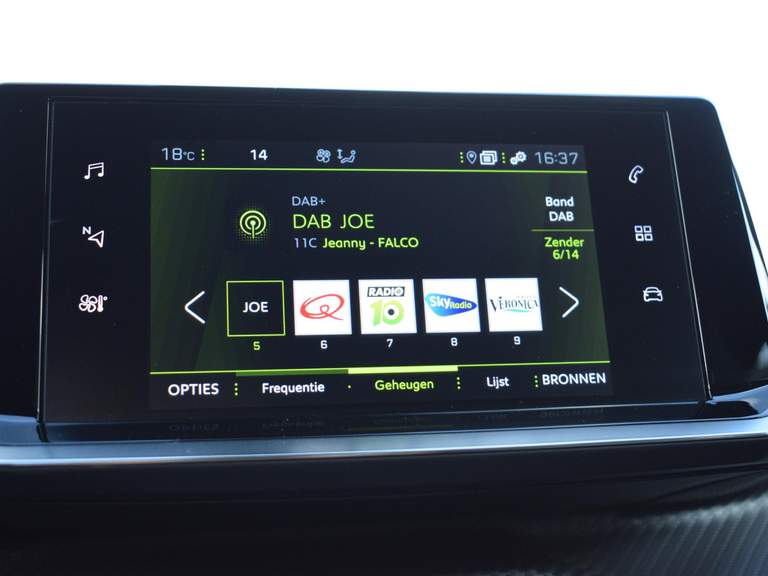 18°C 14 16:37
DAB+
DAB JOE
11C Jeanny - FALCO
Band
DAB
Zender
6/14
N
JOE
Q
RADIO
10
Sky Radio
VERONICA
5 6 7 8 9
OPTIES Frequentie Geheugen Lijst BRONNEN